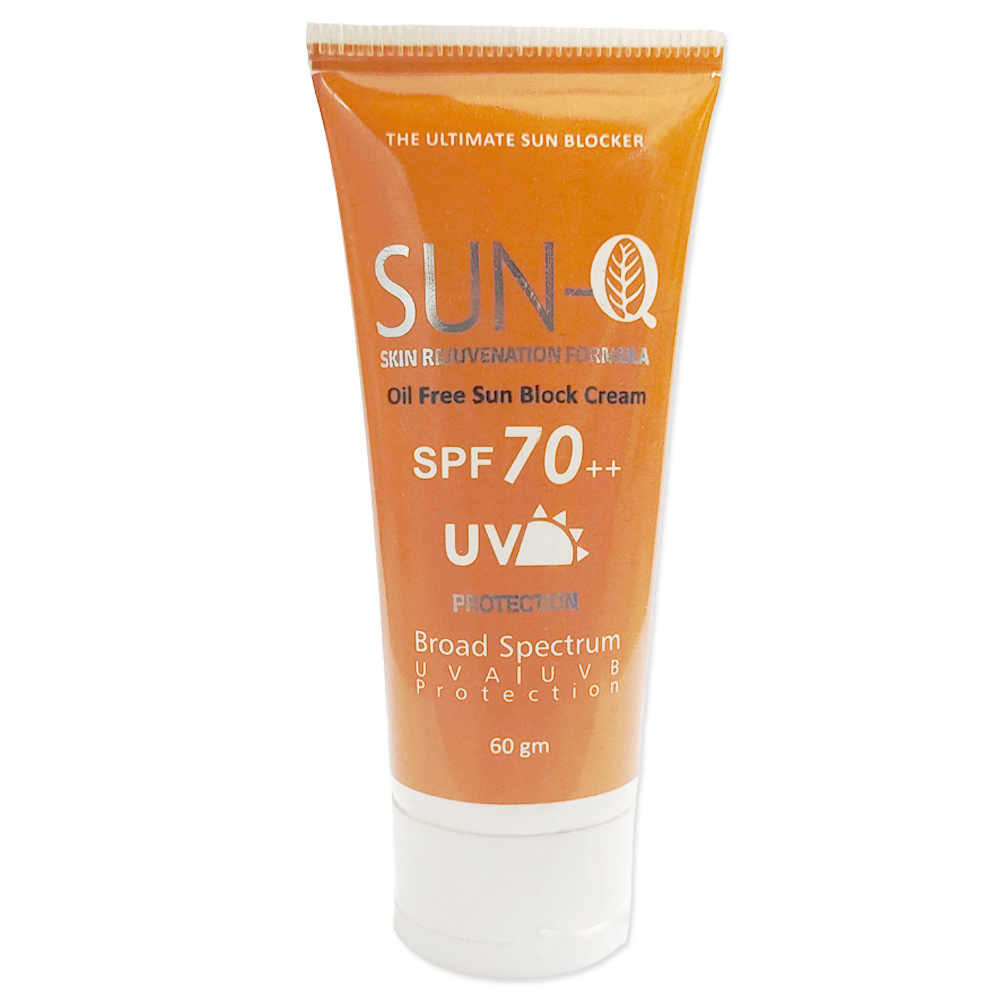 THE ULTIMATE SUN BLOCKER
SUN-Q
SKIN REJUVENATION FORMULA
Oil Free Sun Block Cream
SPF 70++
UV
PROTECTION
Broad Spectrum
UVA|UVB
Protection
60 gm